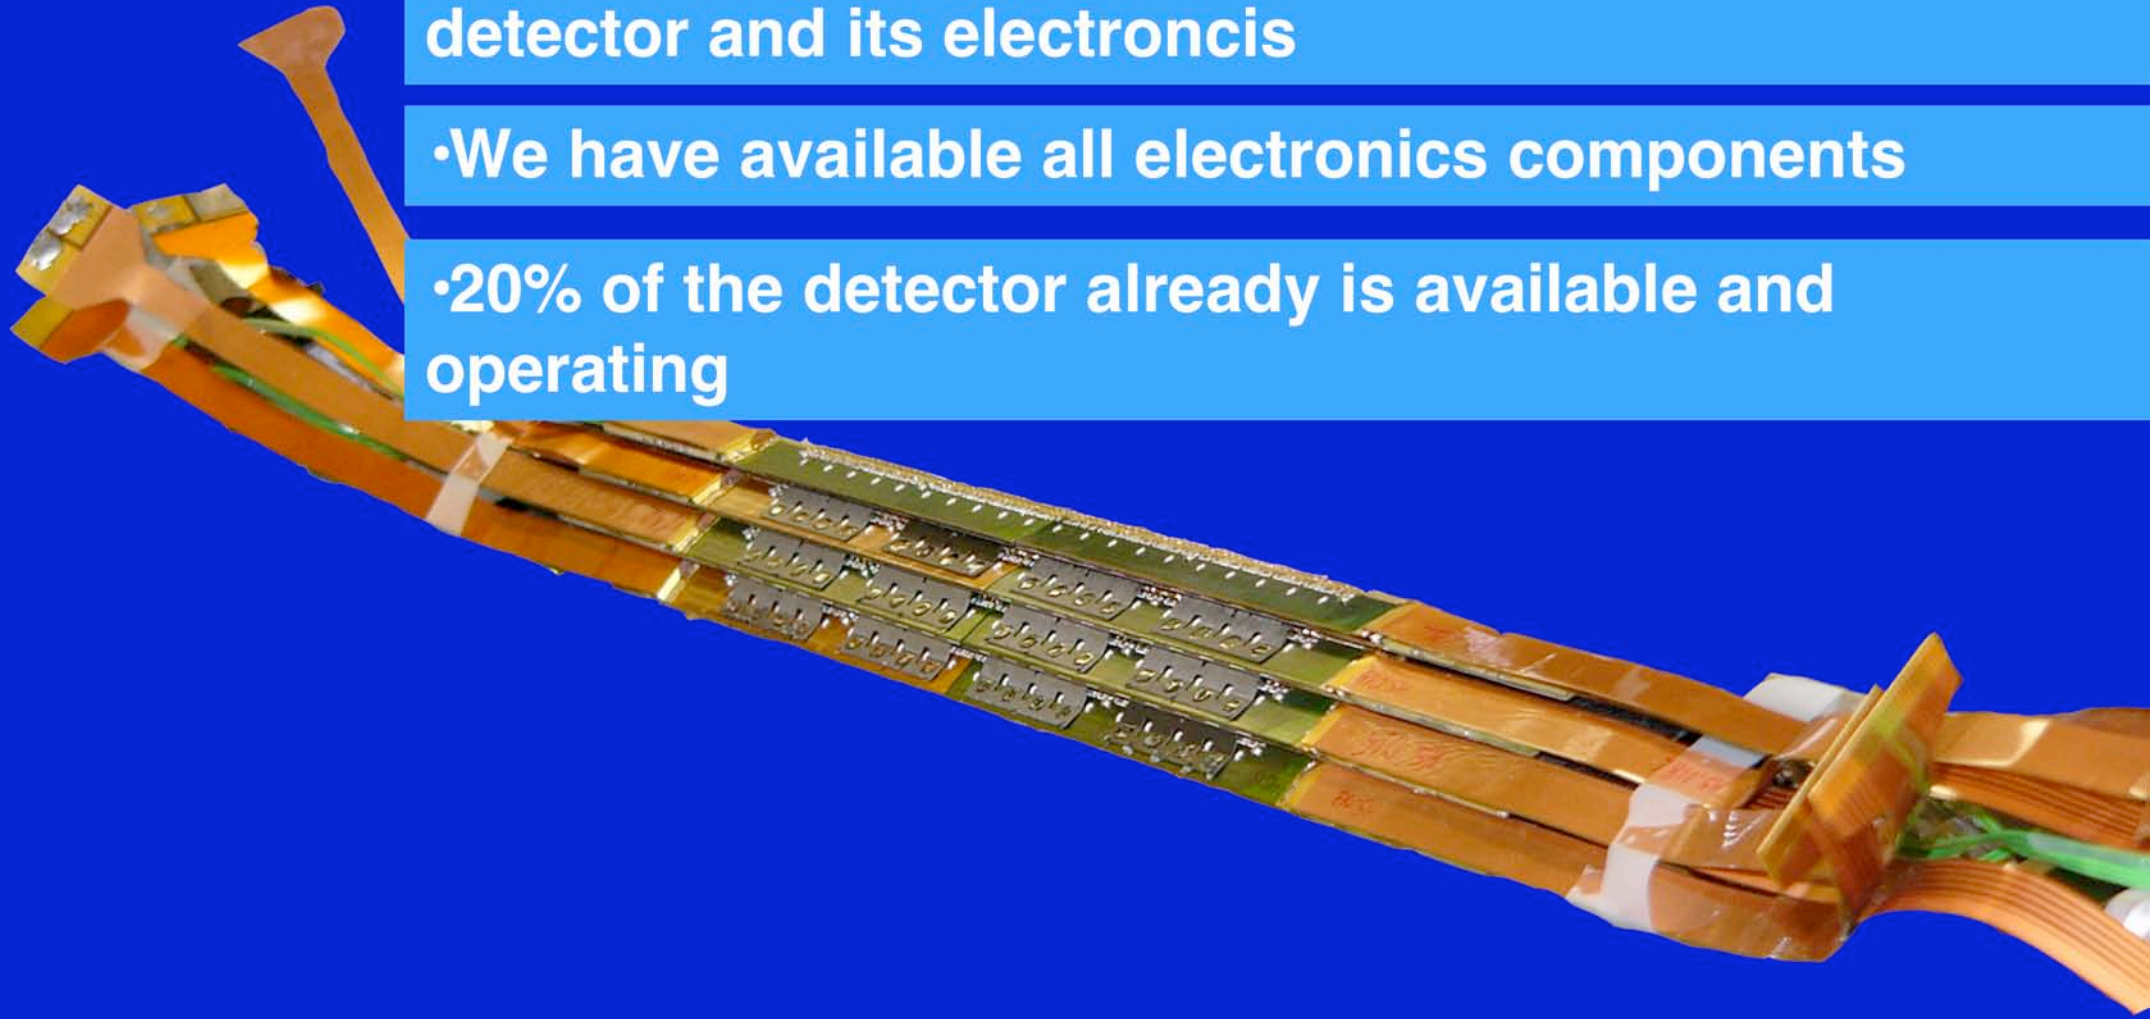 detector and its electroncis
•We have available all electronics components
•20% of the detector already is available and
operating